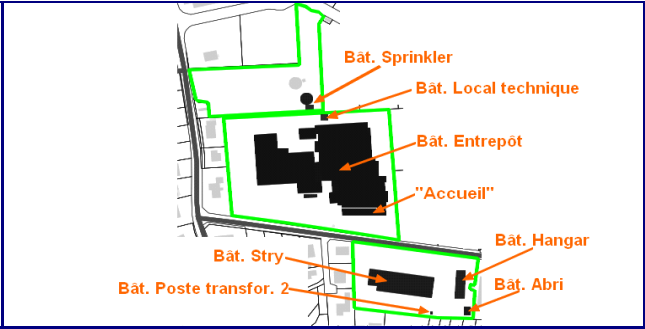 Bât. Sprinkler
Bât. Local technique
Bât. Entrepôt
"Accueil"
Bât. Hangar
Bât. Stry
Bât. Poste transfor. 2
Bât. Abri